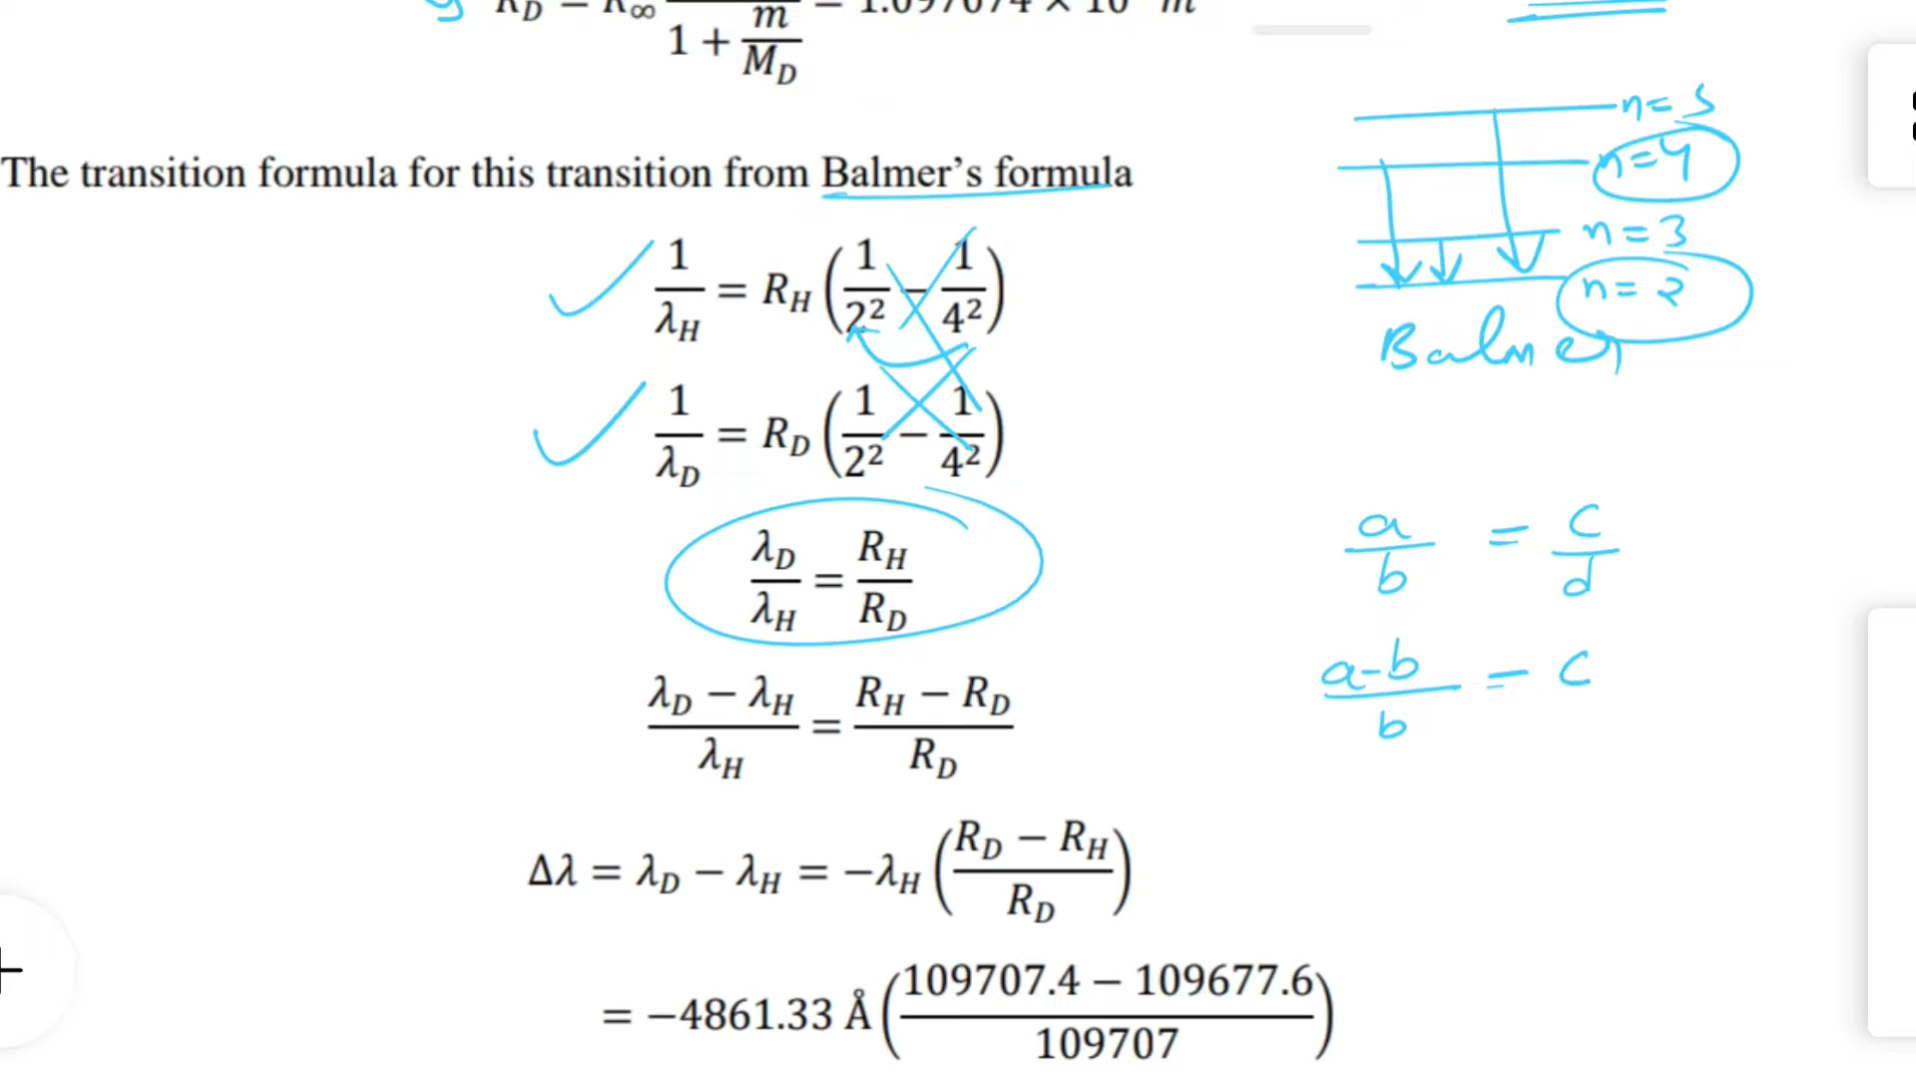 R_D = R_∞ 1 + m/M_D = 1.097074 × 10 m
n=5
The transition formula for this transition from Balmer’s formula
n=4
n=3
1/λ_H = R_H (1/2² − 1/4²)
n=2
Balmer
1/λ_D = R_D (1/2² − 1/4²)
λ_D/λ_H = R_H/R_D
a/b = c/d
(λ_D − λ_H)/λ_H = (R_H − R_D)/R_D
a-b/b = c
Δλ = λ_D − λ_H = −λ_H ((R_D − R_H)/R_D)
= −4861.33 Å ((109707.4 − 109677.6)/109707)